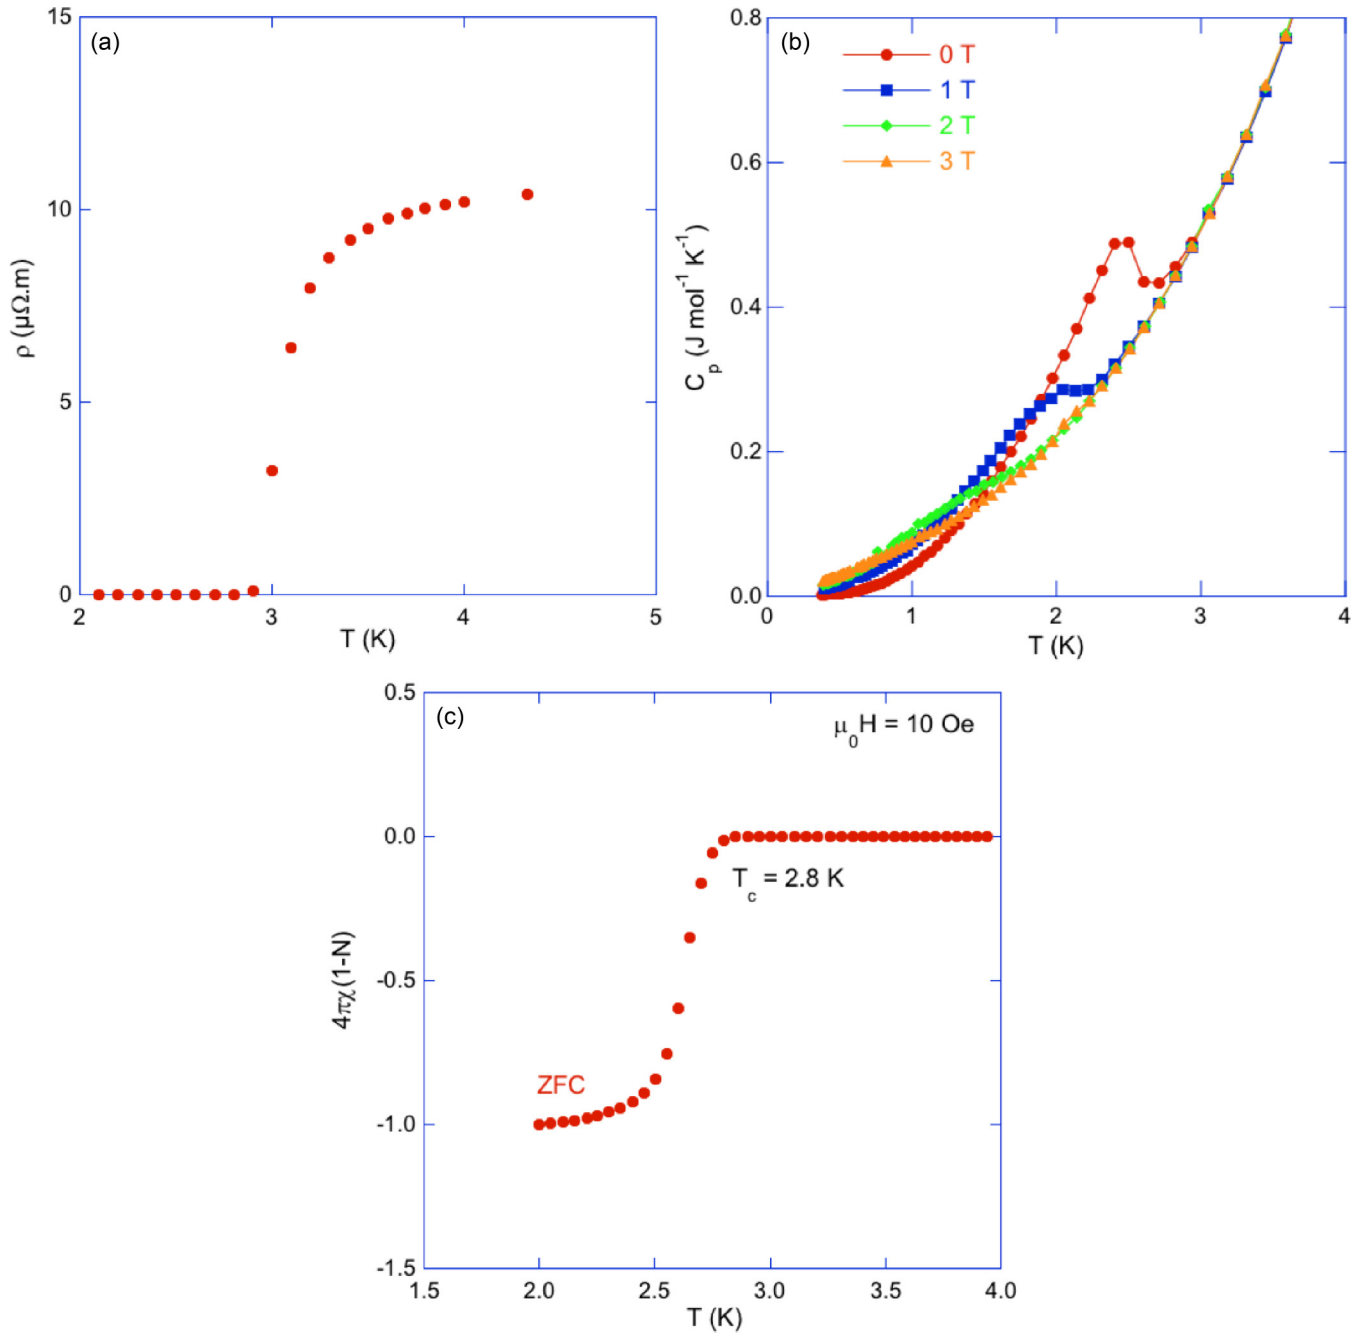 (a)
15
10
5
0
2
3
4
5
ρ (μΩ.m)
T (K)
(b)
0 T
1 T
2 T
3 T
0.8
0.6
0.4
0.2
0.0
0
1
2
3
4
C_p (J mol⁻¹ K⁻¹)
T (K)
(c)
μ₀H = 10 Oe
0.5
0.0
-0.5
-1.0
-1.5
T_c = 2.8 K
ZFC
4πχ(1-N)
1.5
2.0
2.5
3.0
3.5
4.0
T (K)